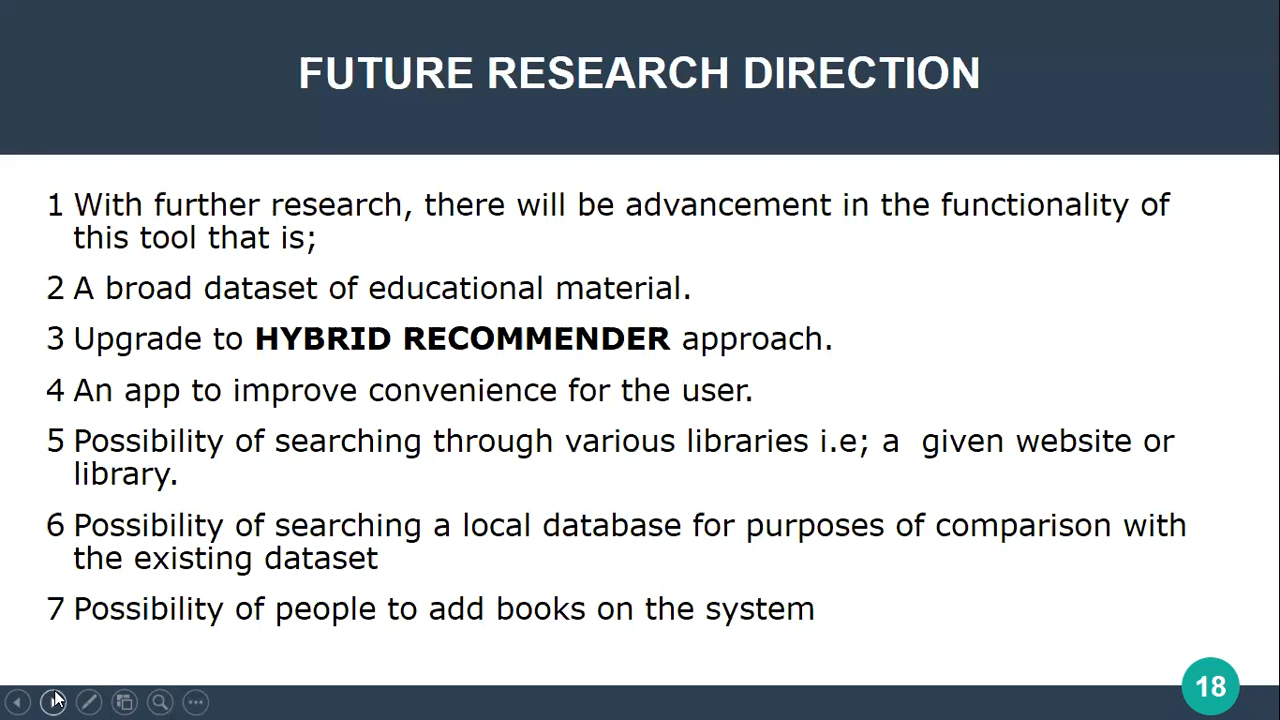 FUTURE RESEARCH DIRECTION
1 With further research, there will be advancement in the functionality of
this tool that is;
2 A broad dataset of educational material.
3 Upgrade to HYBRID RECOMMENDER approach.
4 An app to improve convenience for the user.
5 Possibility of searching through various libraries i.e; a  given website or
library.
6 Possibility of searching a local database for purposes of comparison with
the existing dataset
7 Possibility of people to add books on the system
18